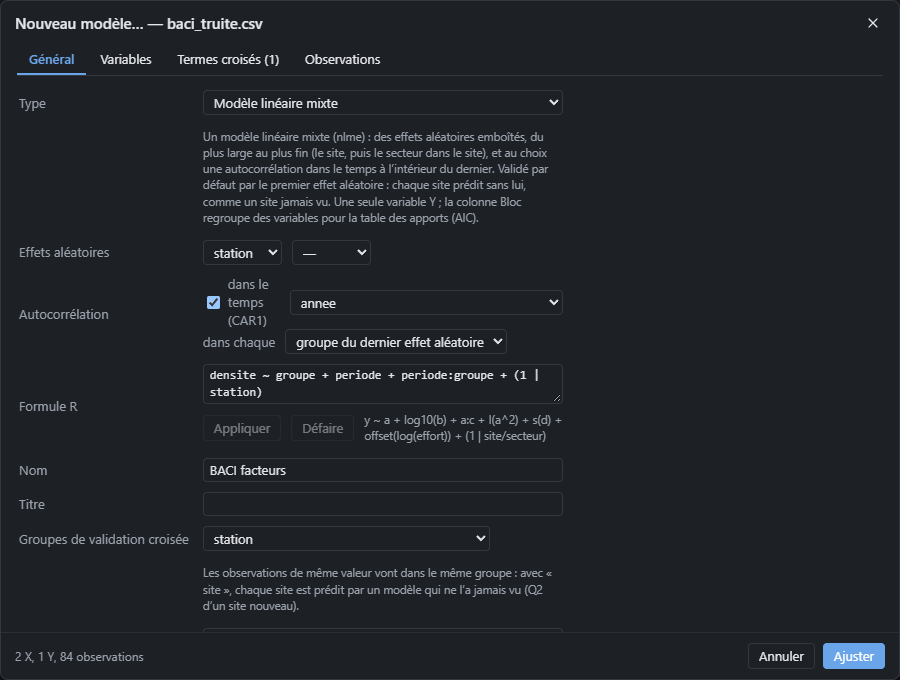 Nouveau modèle... — baci_truite.csv
Général Variables Termes croisés (1) Observations
Type Modèle linéaire mixte
Un modèle linéaire mixte (nlme) : des effets aléatoires emboîtés, du
plus large au plus fin (le site, puis le secteur dans le site), et au choix
une autocorrélation dans le temps à l'intérieur du dernier. Validé par
défaut par le premier effet aléatoire : chaque site prédit sans lui,
comme un site jamais vu. Une seule variable Y ; la colonne Bloc
regroupe des variables pour la table des apports (AIC).
Effets aléatoires station —
Autocorrélation
dans le
temps
(CAR1)
annee
dans chaque groupe du dernier effet aléatoire
Formule R
densite ~ groupe + periode + periode:groupe + (1 |
station)
Appliquer Défaire
y ~ a + log10(b) + a:c + I(a^2) + s(d) +
offset(log(effort)) + (1 | site/secteur)
Nom BACI facteurs
Titre
Groupes de validation croisée station
Les observations de même valeur vont dans le même groupe : avec «
site », chaque site est prédit par un modèle qui ne l'a jamais vu (Q2
d'un site nouveau).
2 X, 1 Y, 84 observations
Annuler Ajuster